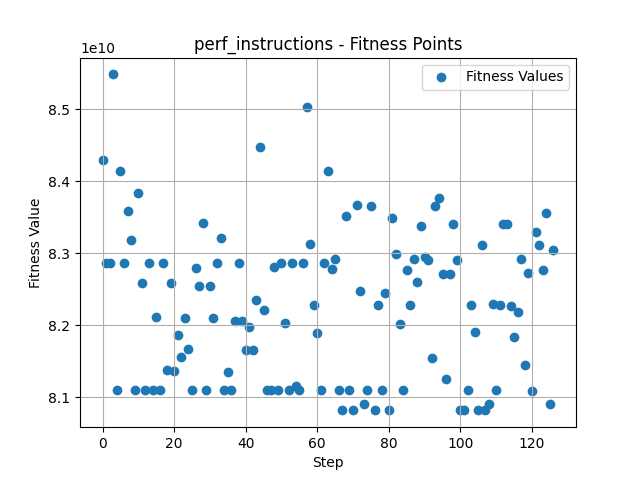 perf_instructions - Fitness Points
1e10
Fitness Values
8.5
8.4
8.3
8.2
8.1
Fitness Value
0 20 40 60 80 100 120
Step